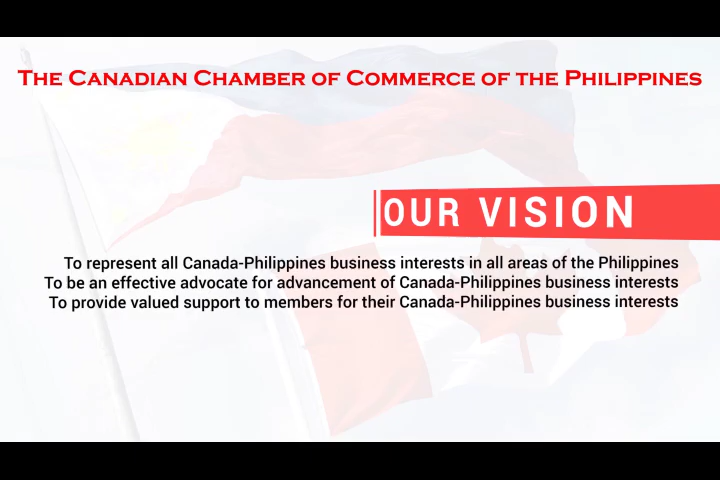 THE CANADIAN CHAMBER OF COMMERCE OF THE PHILIPPINES
OUR VISION
To represent all Canada-Philippines business interests in all areas of the Philippines
To be an effective advocate for advancement of Canada-Philippines business interests
To provide valued support to members for their Canada-Philippines business interests